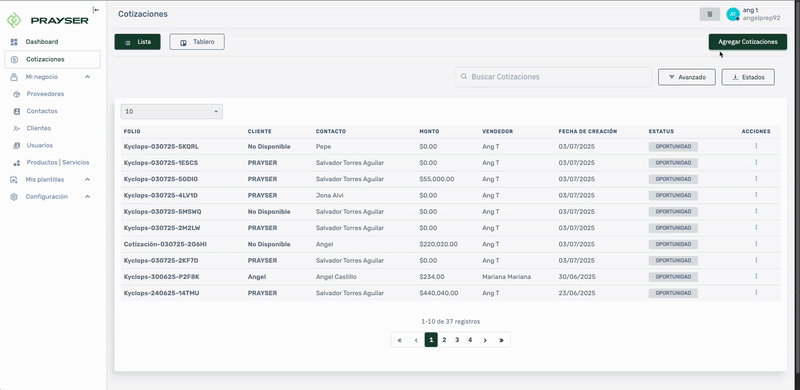 PRAYSER
Dashboard
Cotizaciones
Mi negocio
Proveedores
Contactos
Clientes
Usuarios
Productos | Servicios
Mis plantillas
Configuración
Cotizaciones
AT
ang t
angelprep92
Lista
Tablero
Agregar Cotizaciones
Buscar Cotizaciones
Avanzado
Estados
10
FOLIO CLIENTE CONTACTO MONTO VENDEDOR FECHA DE CREACIÓN ESTATUS ACCIONES
Kyclops-030725-5KQRL No Disponible Pepe $0.00 Ang T 03/07/2025 OPORTUNIDAD
Kyclops-030725-1ESCS PRAYSER Salvador Torres Aguilar $0.00 Ang T 03/07/2025 OPORTUNIDAD
Kyclops-030725-5GDIG PRAYSER Salvador Torres Aguilar $55,000.00 Ang T 03/07/2025 OPORTUNIDAD
Kyclops-030725-4LV1D PRAYSER Jona Alvi $0.00 Ang T 03/07/2025 OPORTUNIDAD
Kyclops-030725-5MSWQ No Disponible Salvador Torres Aguilar $0.00 Ang T 03/07/2025 OPORTUNIDAD
Kyclops-030725-2M2LW PRAYSER Salvador Torres Aguilar $0.00 Ang T 03/07/2025 OPORTUNIDAD
Cotización-030725-2O6HI No Disponible Angel $220,020.00 Ang T 03/07/2025 OPORTUNIDAD
Kyclops-030725-2KF7D PRAYSER Salvador Torres Aguilar $0.00 Ang T 03/07/2025 OPORTUNIDAD
Kyclops-300625-P2F8K Angel Angel Castillo $234.00 Mariana Mariana 30/06/2025 OPORTUNIDAD
Kyclops-240625-14TMU PRAYSER Salvador Torres Aguilar $440,040.00 Ang T 23/06/2025 OPORTUNIDAD
1-10 de 37 registros
« ‹ 1 2 3 4 › »